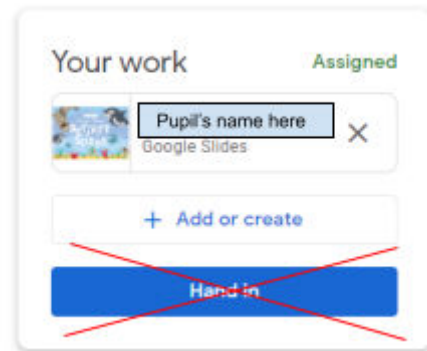 Your work Assigned
Pupil's name here
Google Slides
+ Add or create
Hand in